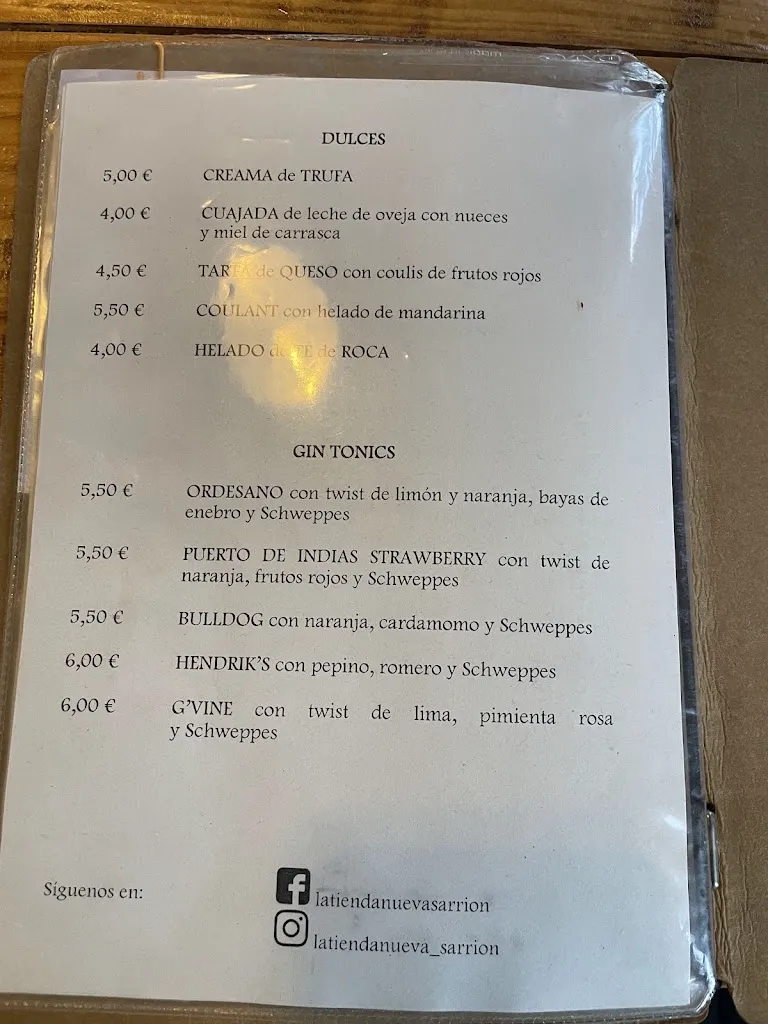 DULCES
5,00 € CREAMA de TRUFA
4,00 € CUAJADA de leche de oveja con nueces
y miel de carrasca
4,50 € TARTA de QUESO con coulis de frutos rojos
5,50 € COULANT con helado de mandarina
4,00 € HELADO de TÉ de ROCA
GIN TONICS
5,50 € ORDESANO con twist de limón y naranja, bayas de
enebro y Schweppes
5,50 € PUERTO DE INDIAS STRAWBERRY con twist de
naranja, frutos rojos y Schweppes
5,50 € BULLDOG con naranja, cardamomo y Schweppes
6,00 € HENDRIK'S con pepino, romero y Schweppes
6,00 € G'VINE con twist de lima, pimienta rosa
y Schweppes
Síguenos en:
latiendanuevasarrion
latiendanueva_sarrion